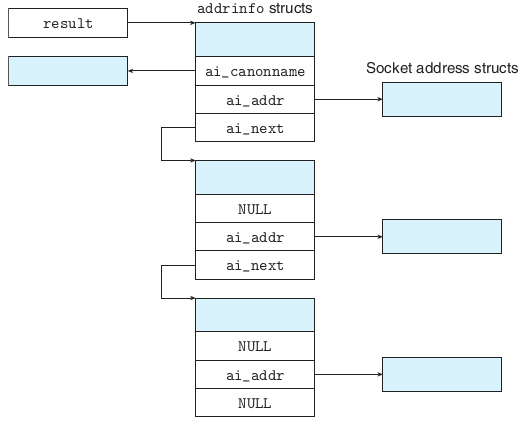 addrinfo structs
result
ai_canonname
Socket address structs
ai_addr
ai_next
NULL
ai_addr
ai_next
NULL
ai_addr
NULL